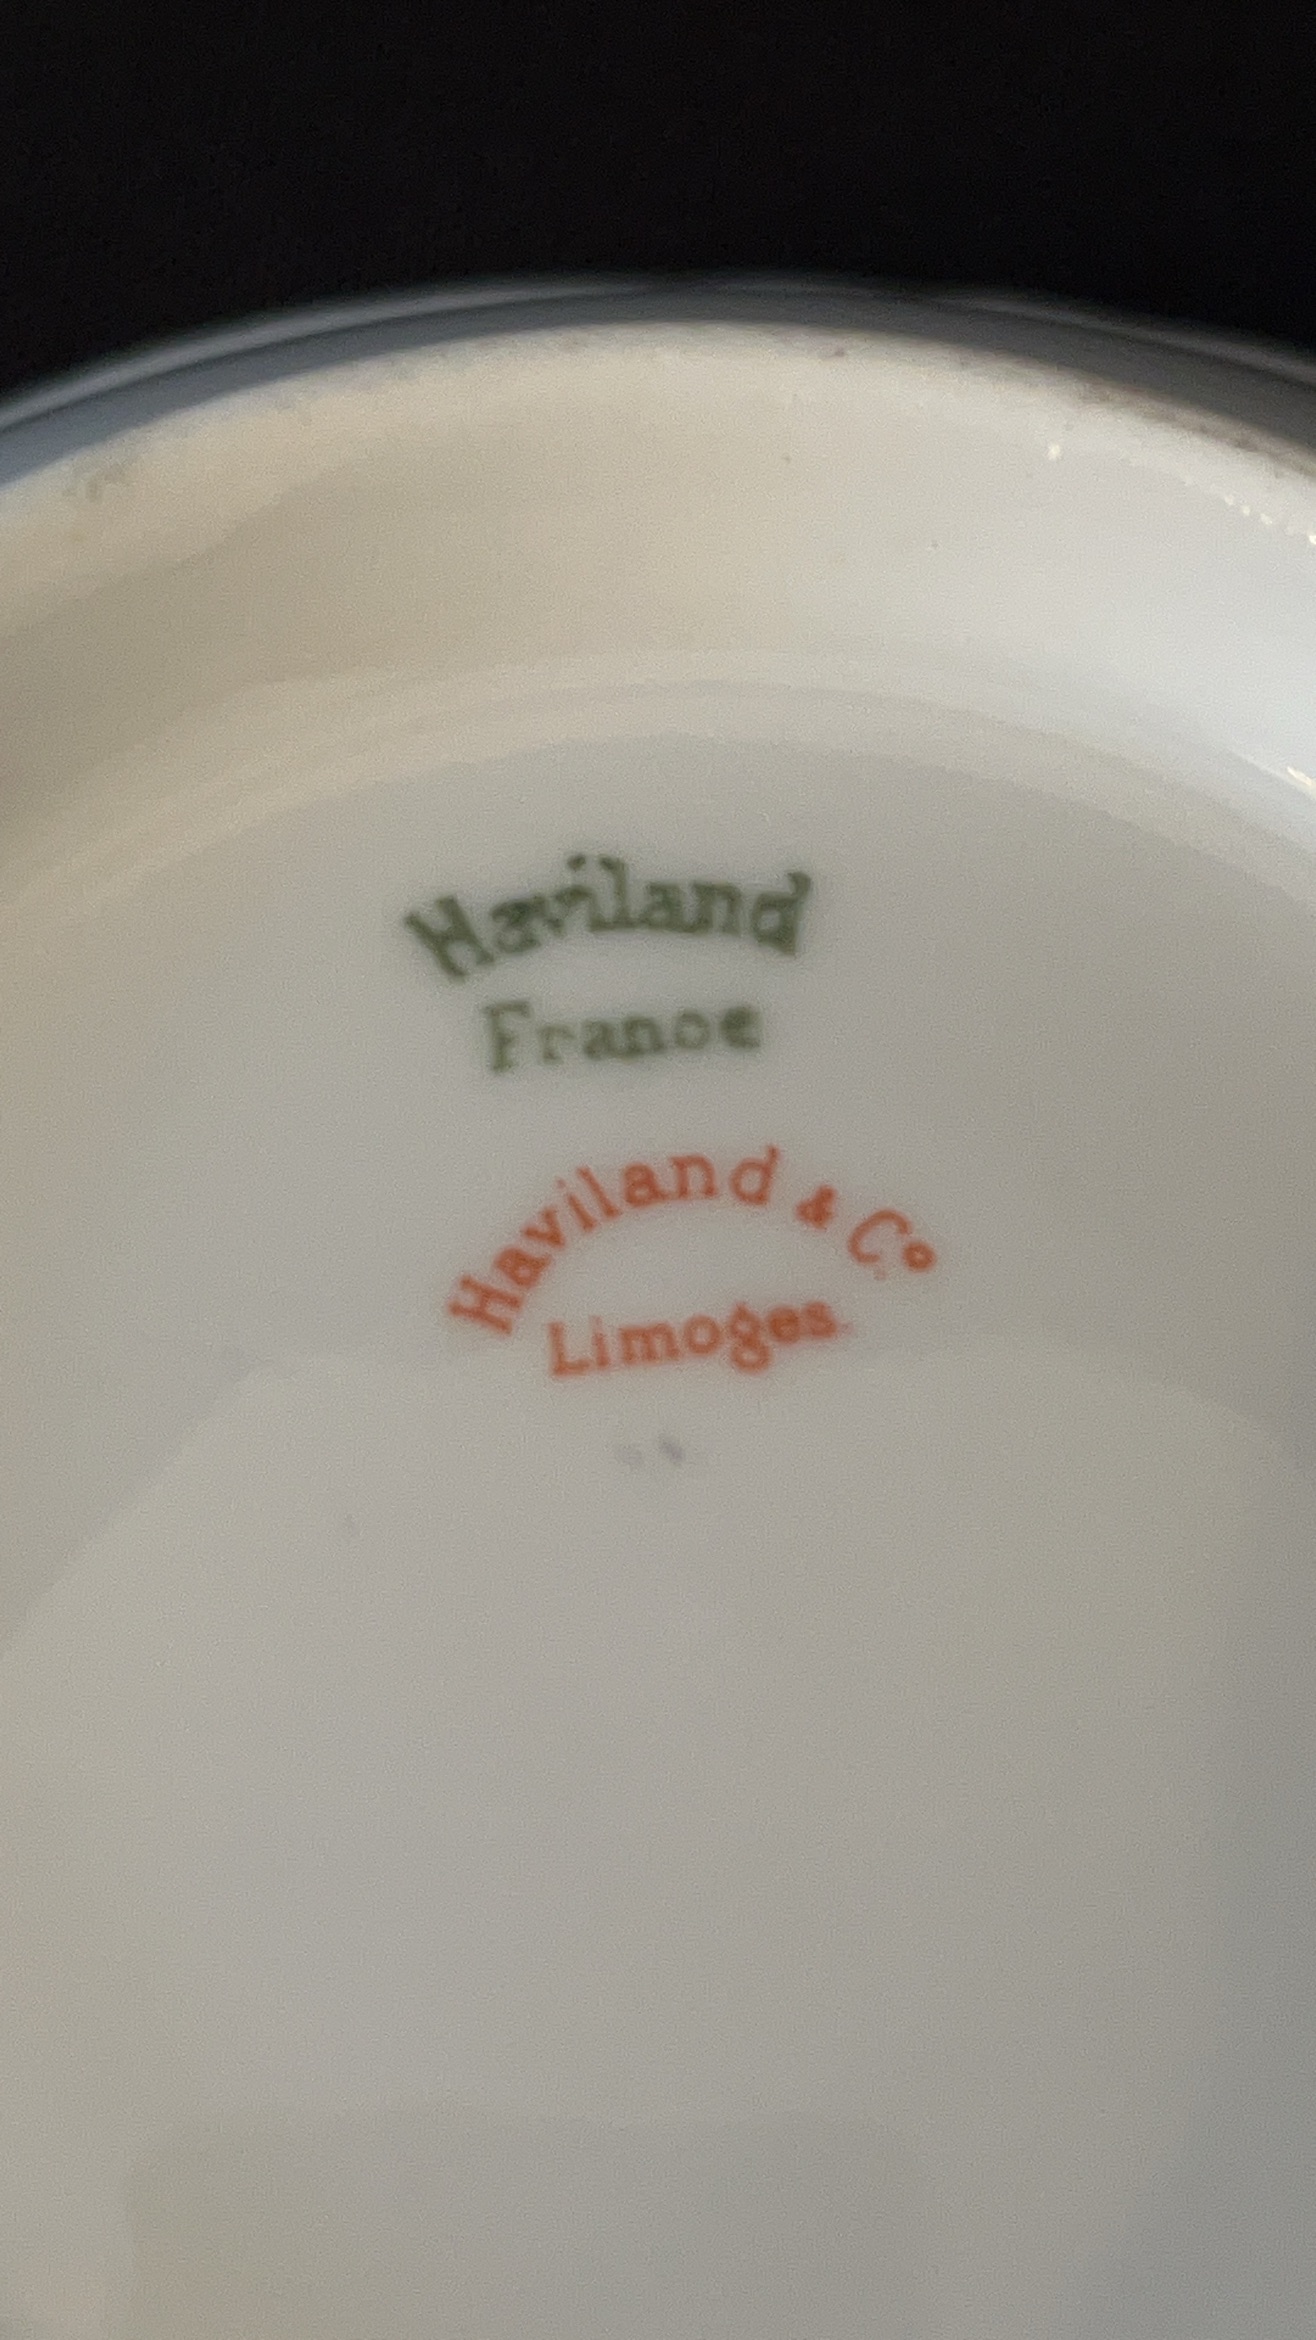 Haviland
France
Haviland & Co
Limoges.